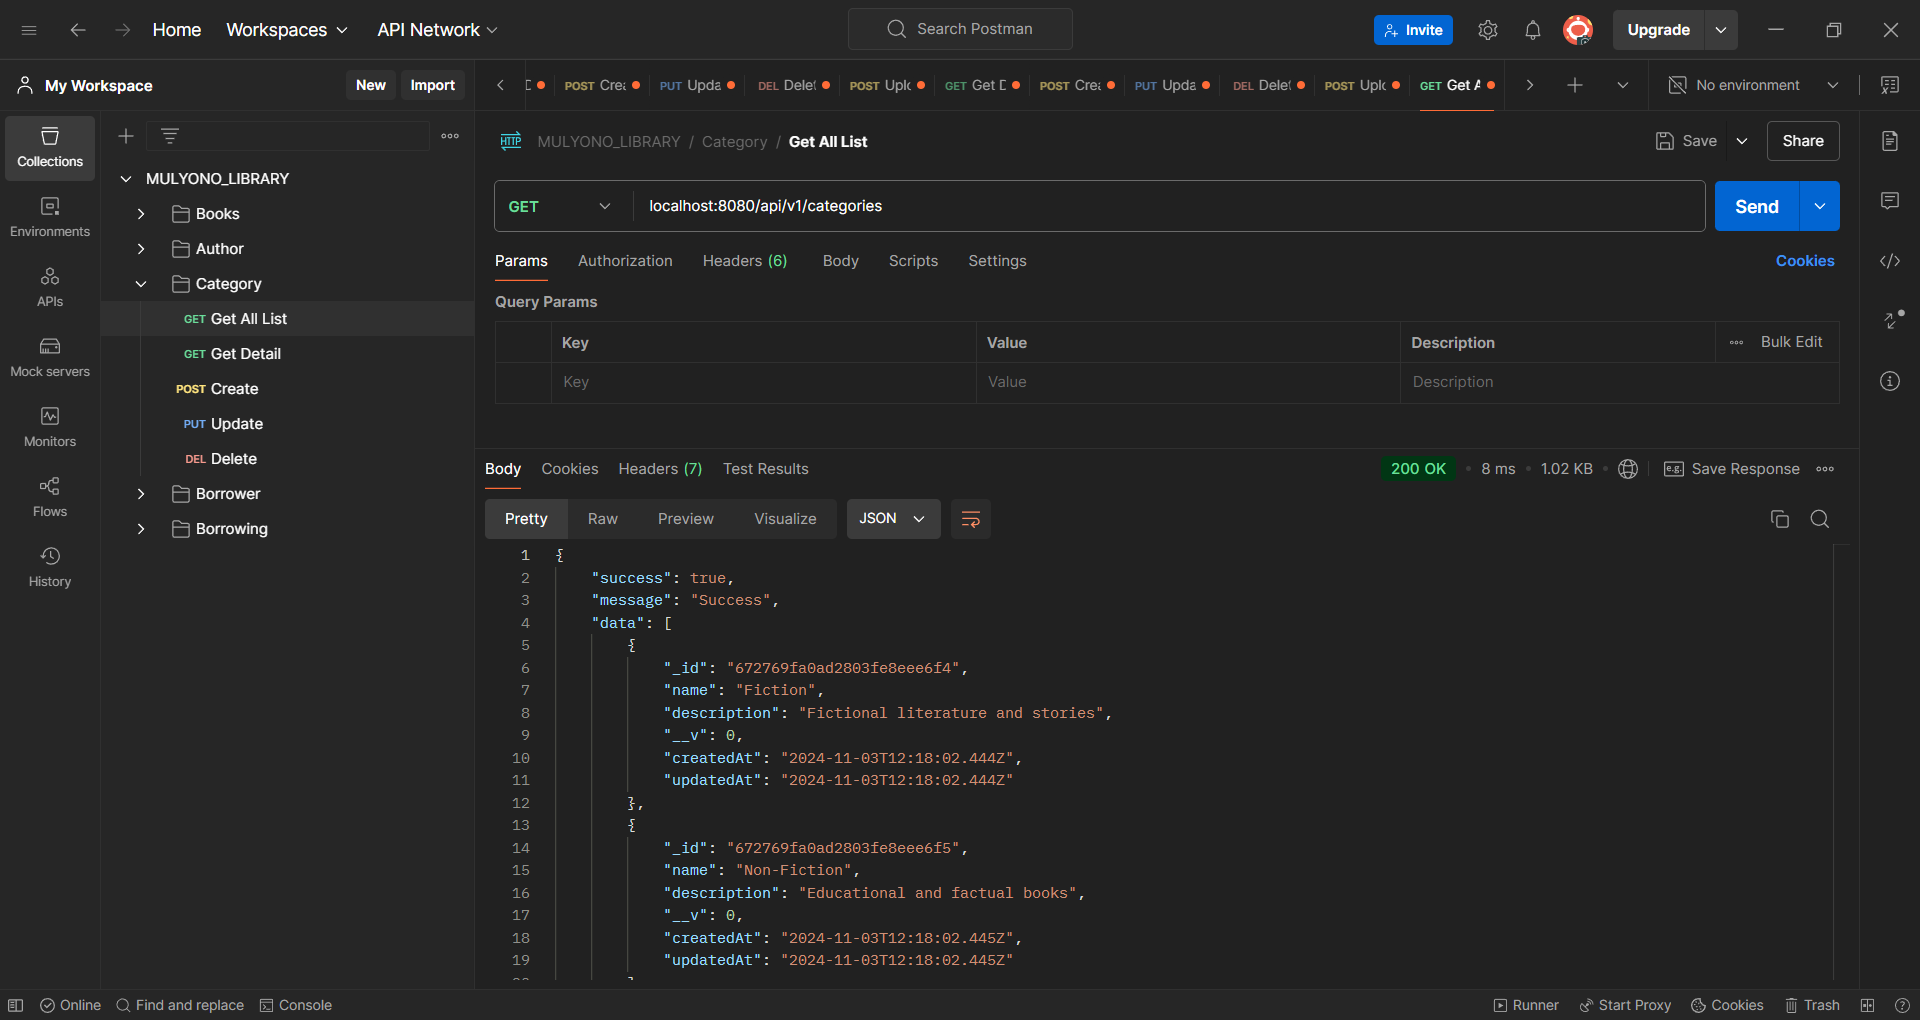 Home Workspaces API Network Search Postman Invite Upgrade
My Workspace New Import
POST Crea PUT Upda DEL Delet POST Uplo GET Get D POST Crea PUT Upda DEL Delet POST Uplo GET Get A No environment
MULYONO_LIBRARY / Category / Get All List Save Share
Collections
Environments
APIs
Mock servers
Monitors
Flows
History
MULYONO_LIBRARY
Books
Author
Category
GET Get All List
GET Get Detail
POST Create
PUT Update
DEL Delete
Borrower
Borrowing
HTTP
GET localhost:8080/api/v1/categories Send
Params Authorization Headers (6) Body Scripts Settings Cookies
Query Params
Key Value Description Bulk Edit
Key Value Description
Body Cookies Headers (7) Test Results 200 OK 8 ms 1.02 KB e.g. Save Response
Pretty Raw Preview Visualize JSON
1 {
2 "success": true,
3 "message": "Success",
4 "data": [
5 {
6 "_id": "672769fa0ad2803fe8eee6f4",
7 "name": "Fiction",
8 "description": "Fictional literature and stories",
9 "__v": 0,
10 "createdAt": "2024-11-03T12:18:02.444Z",
11 "updatedAt": "2024-11-03T12:18:02.444Z"
12 },
13 {
14 "_id": "672769fa0ad2803fe8eee6f5",
15 "name": "Non-Fiction",
16 "description": "Educational and factual books",
17 "__v": 0,
18 "createdAt": "2024-11-03T12:18:02.445Z",
19 "updatedAt": "2024-11-03T12:18:02.445Z"
Online Find and replace Console Runner Start Proxy Cookies Trash